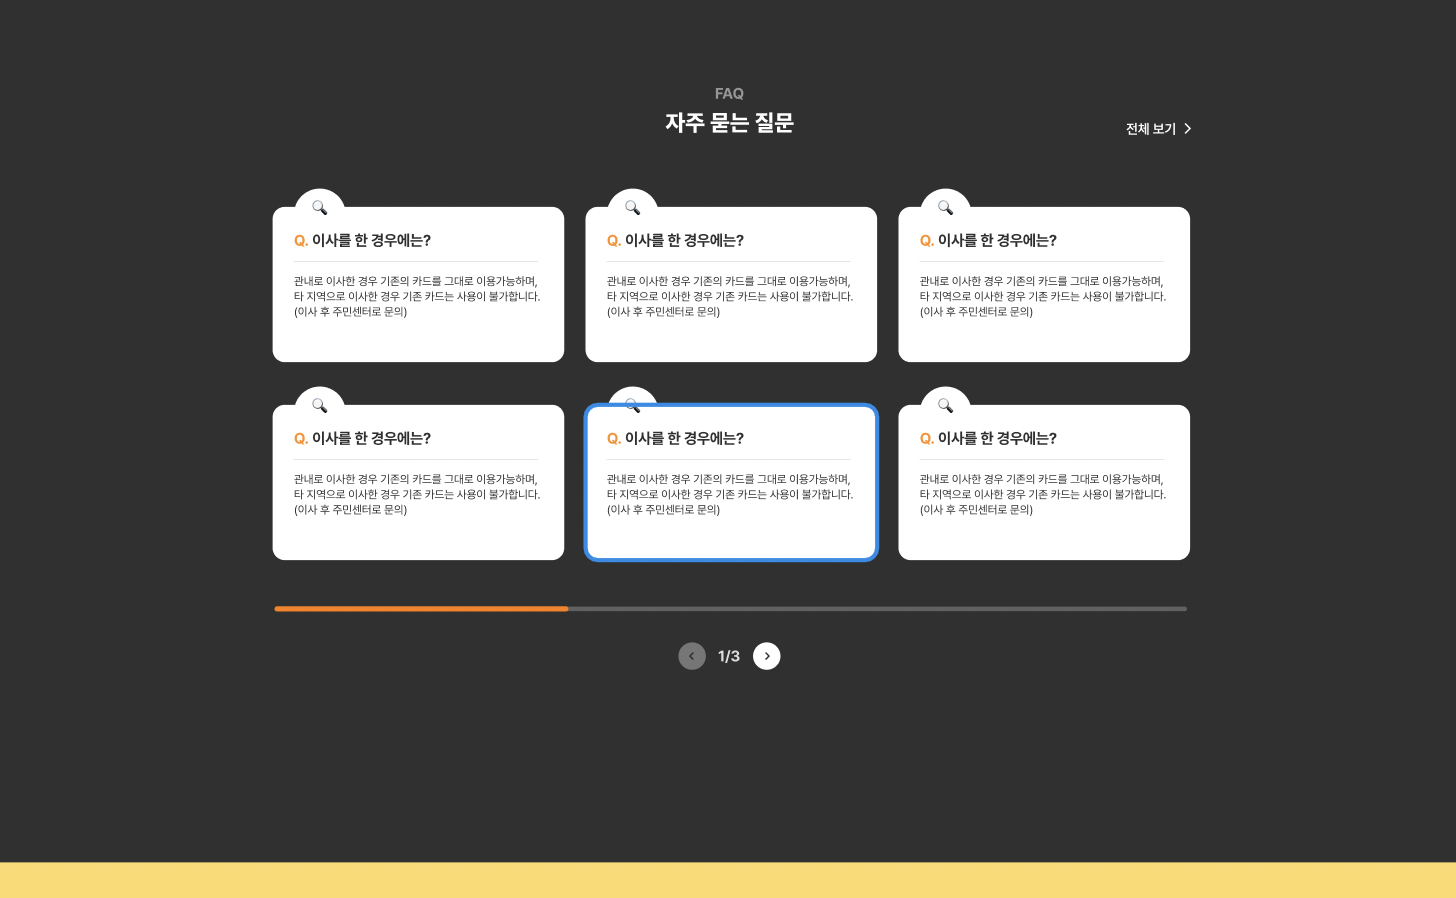 FAQ
자주 묻는 질문
전체 보기
Q. 이사를 한 경우에는?
관내로 이사한 경우 기존의 카드를 그대로 이용가능하며,
타 지역으로 이사한 경우 기존 카드는 사용이 불가합니다.
(이사 후 주민센터로 문의)
Q. 이사를 한 경우에는?
관내로 이사한 경우 기존의 카드를 그대로 이용가능하며,
타 지역으로 이사한 경우 기존 카드는 사용이 불가합니다.
(이사 후 주민센터로 문의)
Q. 이사를 한 경우에는?
관내로 이사한 경우 기존의 카드를 그대로 이용가능하며,
타 지역으로 이사한 경우 기존 카드는 사용이 불가합니다.
(이사 후 주민센터로 문의)
Q. 이사를 한 경우에는?
관내로 이사한 경우 기존의 카드를 그대로 이용가능하며,
타 지역으로 이사한 경우 기존 카드는 사용이 불가합니다.
(이사 후 주민센터로 문의)
Q. 이사를 한 경우에는?
관내로 이사한 경우 기존의 카드를 그대로 이용가능하며,
타 지역으로 이사한 경우 기존 카드는 사용이 불가합니다.
(이사 후 주민센터로 문의)
Q. 이사를 한 경우에는?
관내로 이사한 경우 기존의 카드를 그대로 이용가능하며,
타 지역으로 이사한 경우 기존 카드는 사용이 불가합니다.
(이사 후 주민센터로 문의)
1/3